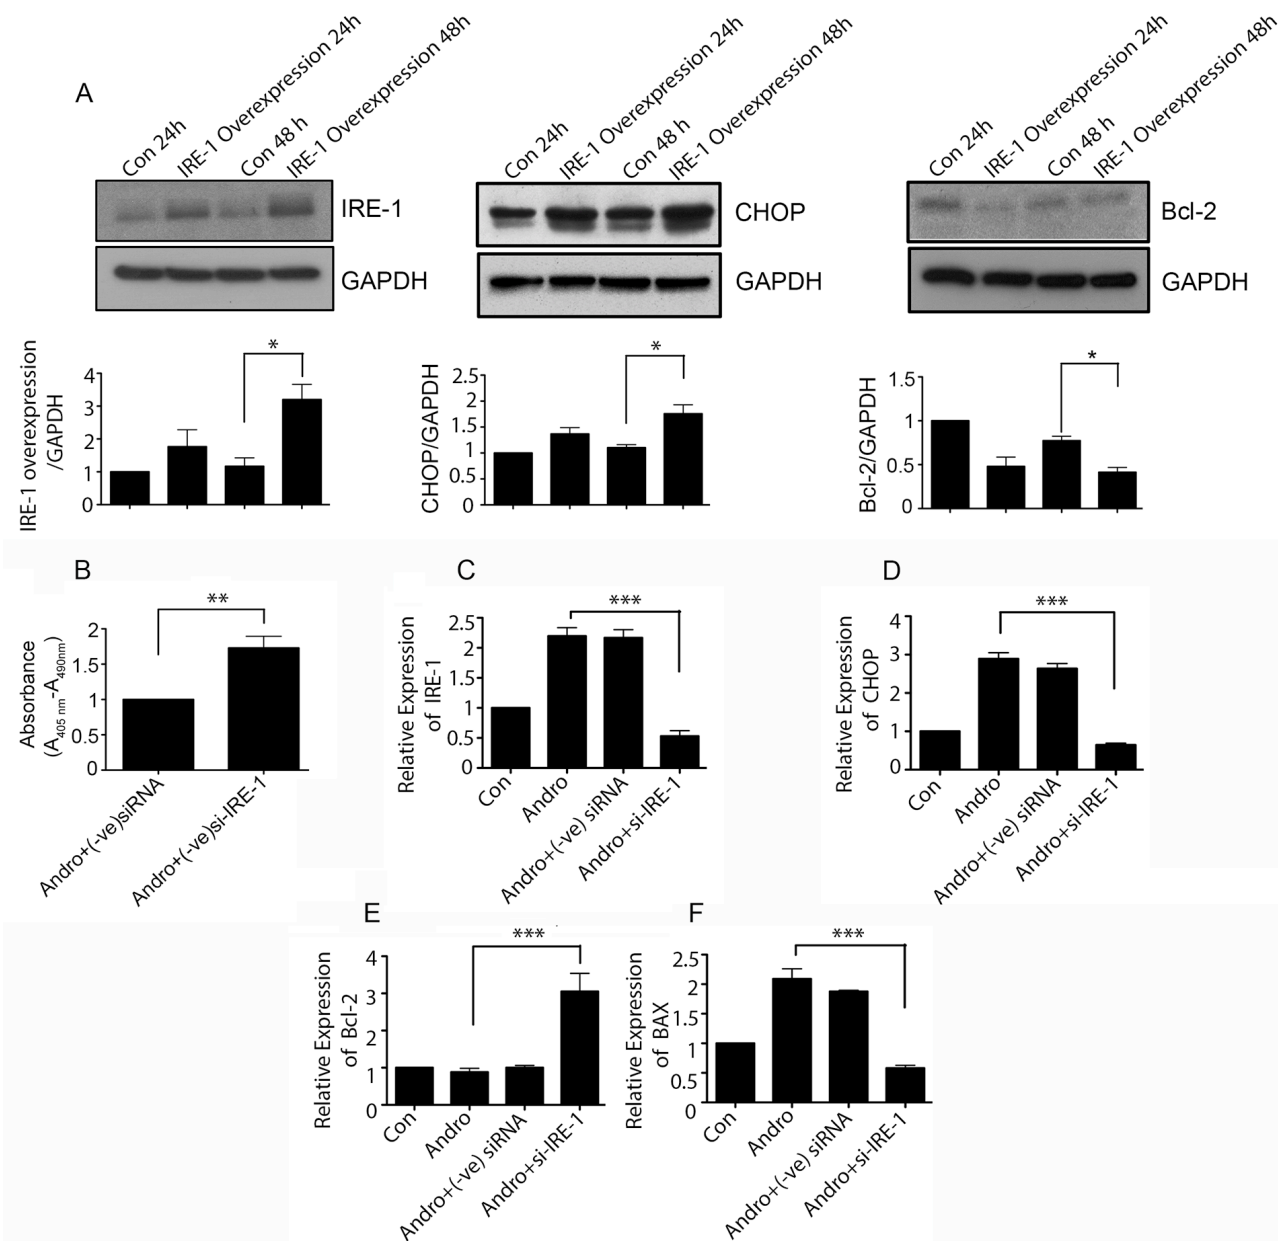 A
Con 24h
IRE-1 Overexpression 24h
Con 48 h
IRE-1 Overexpression 48h
IRE-1
GAPDH
Con 24h
IRE-1 Overexpression 24h
Con 48 h
IRE-1 Overexpression 48h
CHOP
GAPDH
Con 24h
IRE-1 Overexpression 24h
Con 48 h
IRE-1 Overexpression 48h
Bcl-2
GAPDH
IRE-1 overexpression
/GAPDH
4
3
2
1
0
*
CHOP/GAPDH
2.5
2
1.5
1
0.5
0
*
Bcl-2/GAPDH
1.5
1
0.5
0
*
B
Absorbance
(A405 nm-A490nm)
2
1.5
1
0.5
0
**
Andro+(-ve)siRNA
Andro+(-ve)si-IRE-1
C
Relative Expression
of IRE-1
2.5
2
1.5
1
0.5
0
***
Con
Andro
Andro+(-ve) siRNA
Andro+si-IRE-1
D
Relative Expression
of CHOP
4
3
2
1
0
***
Con
Andro
Andro+(-ve) siRNA
Andro+si-IRE-1
E
Relative Expression
of Bcl-2
4
3
2
1
0
***
Con
Andro
Andro+(-ve) siRNA
Andro+si-IRE-1
F
Relative Expression
of BAX
2.5
2
1.5
1
0.5
0
***
Con
Andro
Andro+(-ve) siRNA
Andro+si-IRE-1